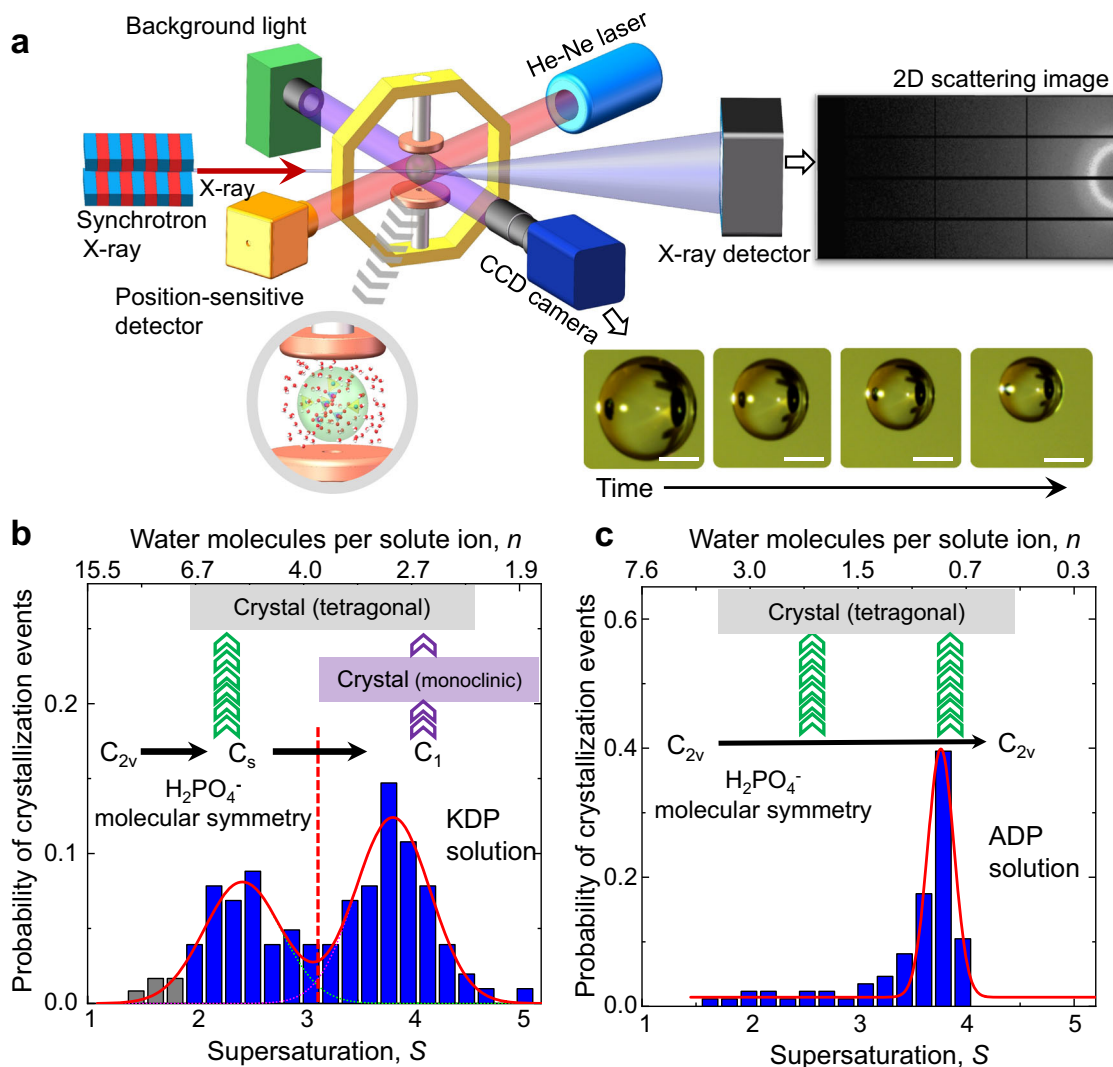 a
Background light
He-Ne laser
2D scattering image
X-ray
Synchrotron
X-ray
X-ray detector
Position-sensitive
detector
CCD camera
Time
b
Water molecules per solute ion, n
15.5 6.7 4.0 2.7 1.9
Crystal (tetragonal)
Crystal (monoclinic)
C2v Cs C1
H2PO4-
molecular symmetry
KDP
solution
Probability of crystallization events
0.2
0.1
0.0
1 2 3 4 5
Supersaturation, S
c
Water molecules per solute ion, n
7.6 3.0 1.5 0.7 0.3
Crystal (tetragonal)
C2v C2v
H2PO4-
molecular symmetry
ADP
solution
Probability of crystallization events
0.6
0.4
0.2
0.0
1 2 3 4 5
Supersaturation, S